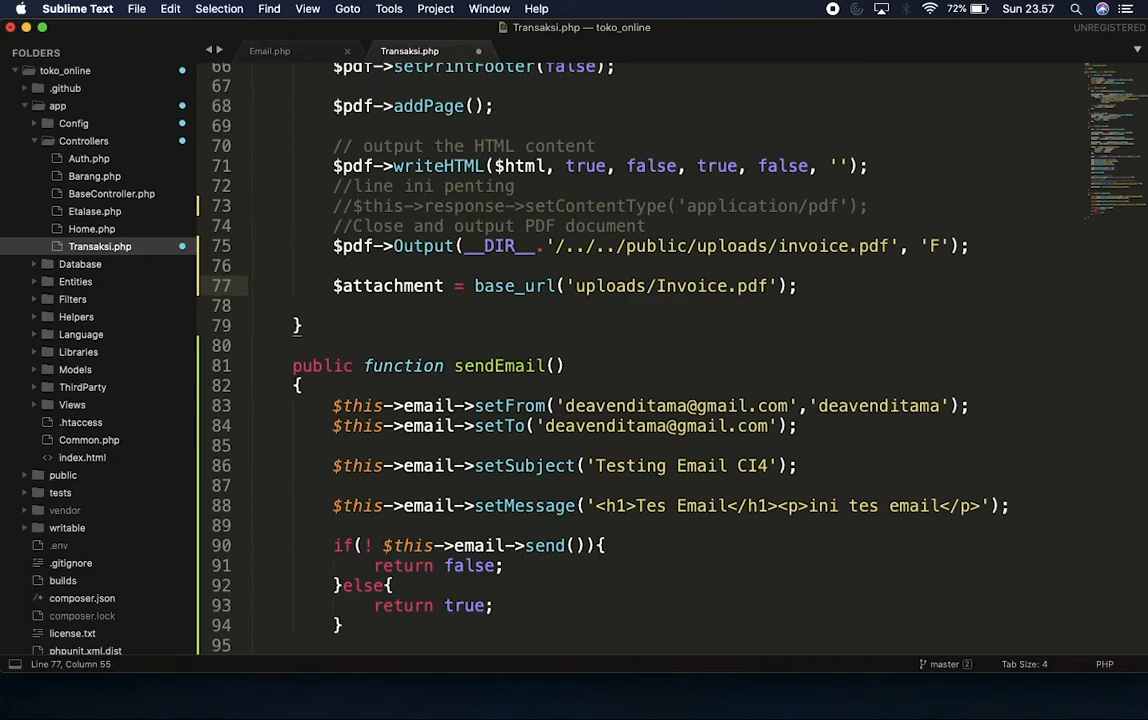 Sublime Text File Edit Selection Find View Goto Tools Project Window Help 72% Sun 23.57
Transaksi.php — toko_online UNREGISTERED
FOLDERS
toko_online
.github
app
Config
Controllers
Auth.php
Barang.php
BaseController.php
Etalase.php
Home.php
Transaksi.php
Database
Entities
Filters
Helpers
Language
Libraries
Models
ThirdParty
Views
.htaccess
Common.php
index.html
public
tests
vendor
writable
.env
.gitignore
builds
composer.json
composer.lock
license.txt
phpunit.xml.dist
Email.php Transaksi.php
66 $pdf->setPrintFooter(false);
67
68 $pdf->addPage();
69
70 // output the HTML content
71 $pdf->writeHTML($html, true, false, true, false, '');
72 //line ini penting
73 //$this->response->setContentType('application/pdf');
74 //Close and output PDF document
75 $pdf->Output(__DIR__.'/../../public/uploads/invoice.pdf', 'F');
76
77 $attachment = base_url('uploads/Invoice.pdf');
78
79 }
80
81 public function sendEmail()
82 {
83 $this->email->setFrom('deavenditama@gmail.com','deavenditama');
84 $this->email->setTo('deavenditama@gmail.com');
85
86 $this->email->setSubject('Testing Email CI4');
87
88 $this->email->setMessage('<h1>Tes Email</h1><p>ini tes email</p>');
89
90 if(! $this->email->send()){
91 return false;
92 }else{
93 return true;
94 }
95
Line 77, Column 55 master 2 Tab Size: 4 PHP